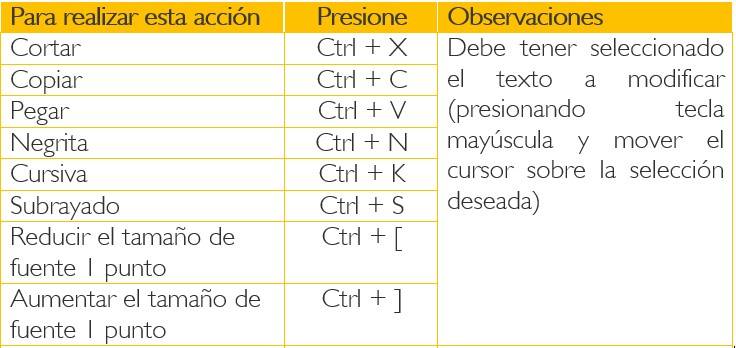 Para realizar esta acción Presione Observaciones
Cortar Ctrl + X Debe tener seleccionado
Copiar Ctrl + C el texto a modificar
Pegar Ctrl + V (presionando tecla
Negrita Ctrl + N mayúscula y mover el
Cursiva Ctrl + K cursor sobre la selección
Subrayado Ctrl + S deseada)
Reducir el tamaño de Ctrl + [
fuente 1 punto
Aumentar el tamaño de Ctrl + ]
fuente 1 punto